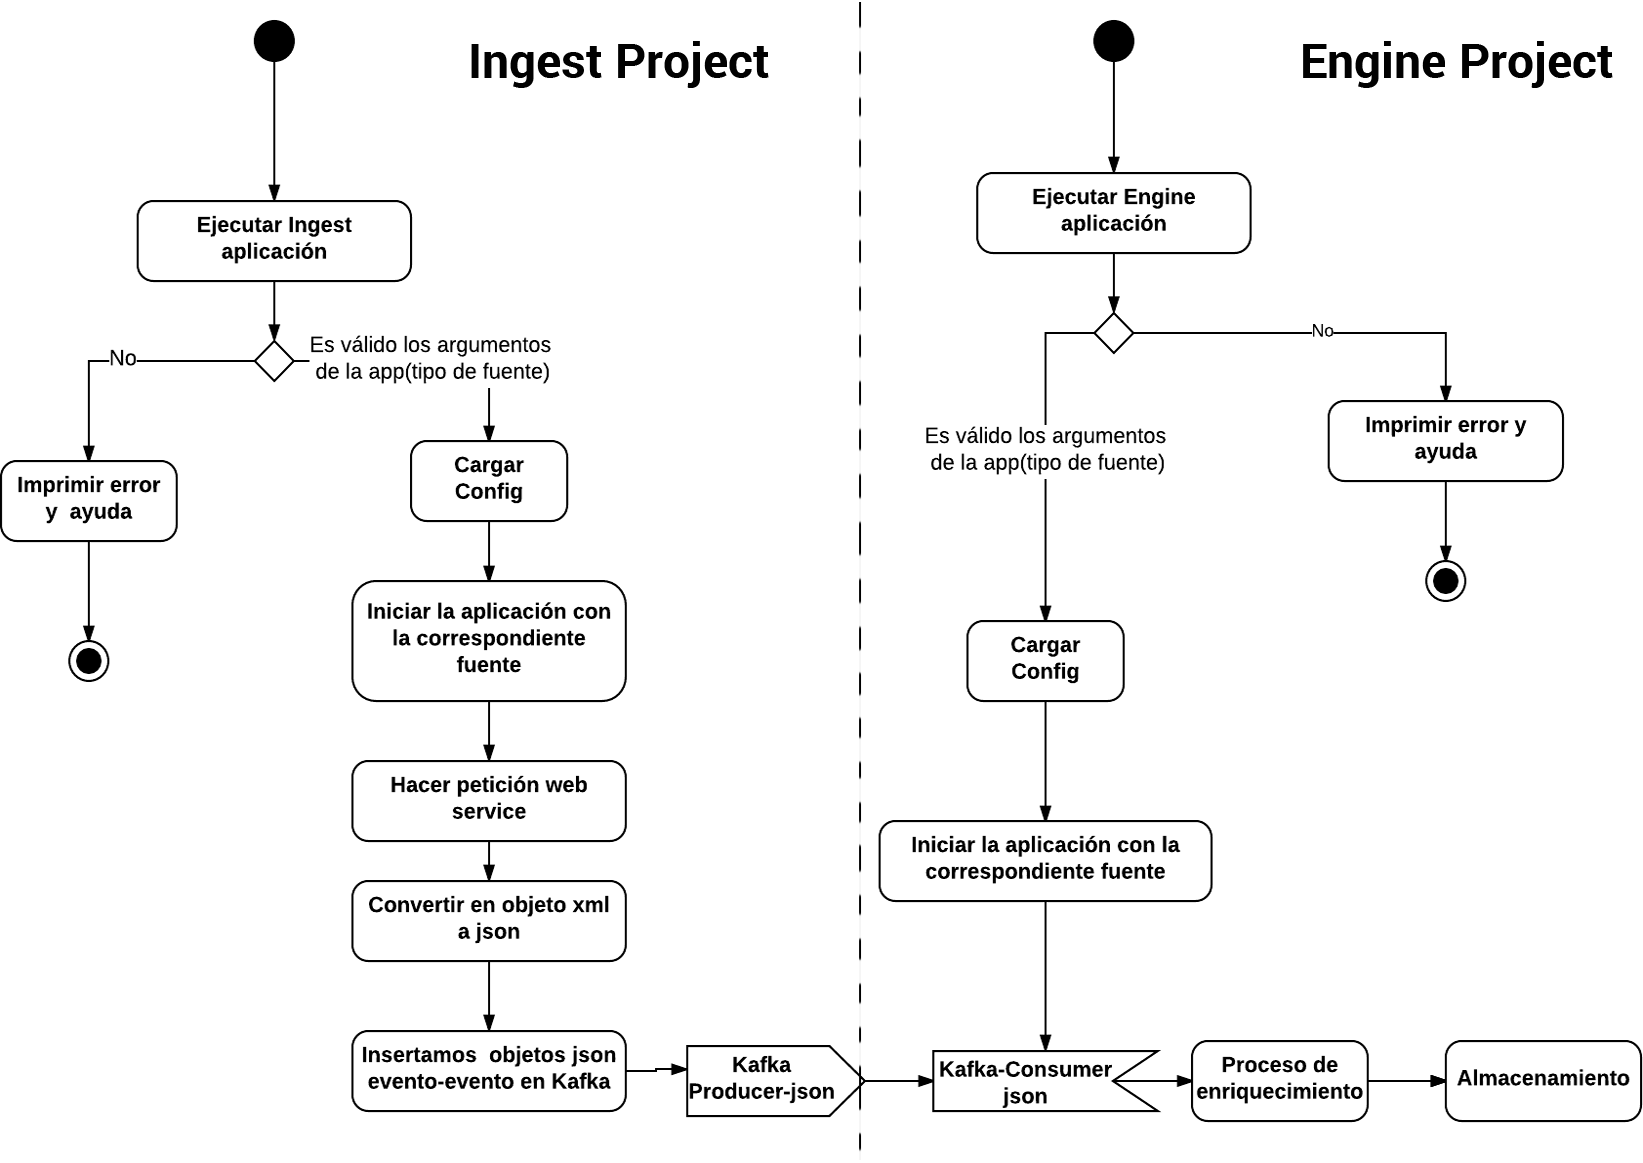 Ingest Project
Ejecutar Ingest
aplicación
No
Es válido los argumentos
de la app(tipo de fuente)
Imprimir error
y  ayuda
Cargar
Config
Iniciar la aplicación con
la correspondiente
fuente
Hacer petición web
service
Convertir en objeto xml
a json
Insertamos  objetos json
evento-evento en Kafka
Kafka
Producer-json
Engine Project
Ejecutar Engine
aplicación
No
Es válido los argumentos
de la app(tipo de fuente)
Imprimir error y
ayuda
Cargar
Config
Iniciar la aplicación con la
correspondiente fuente
Kafka-Consumer
json
Proceso de
enriquecimiento
Almacenamiento